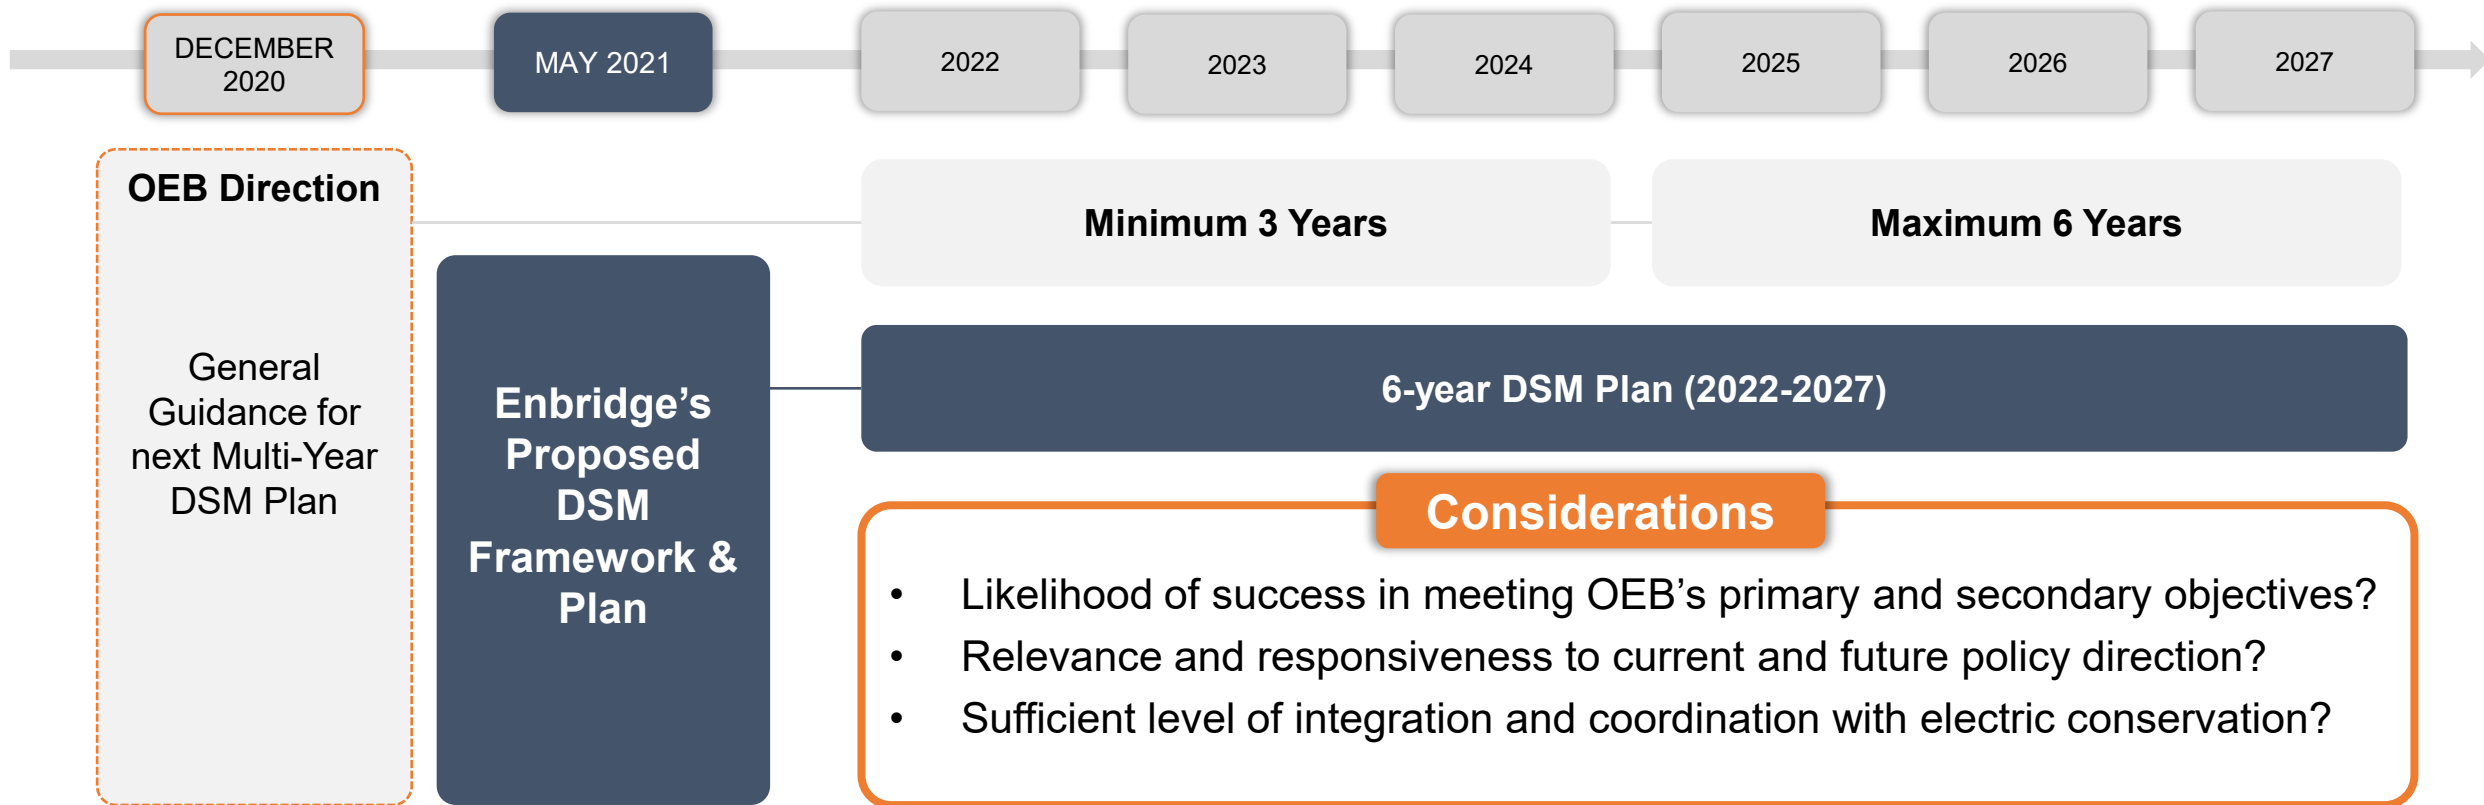 DECEMBER
2020
MAY 2021
2022
2023
2024
2025
2026
2027
OEB Direction
General
Guidance for
next Multi-Year
DSM Plan
Enbridge’s
Proposed
DSM
Framework &
Plan
Minimum 3 Years
Maximum 6 Years
6-year DSM Plan (2022-2027)
Considerations
• Likelihood of success in meeting OEB’s primary and secondary objectives?
• Relevance and responsiveness to current and future policy direction?
• Sufficient level of integration and coordination with electric conservation?